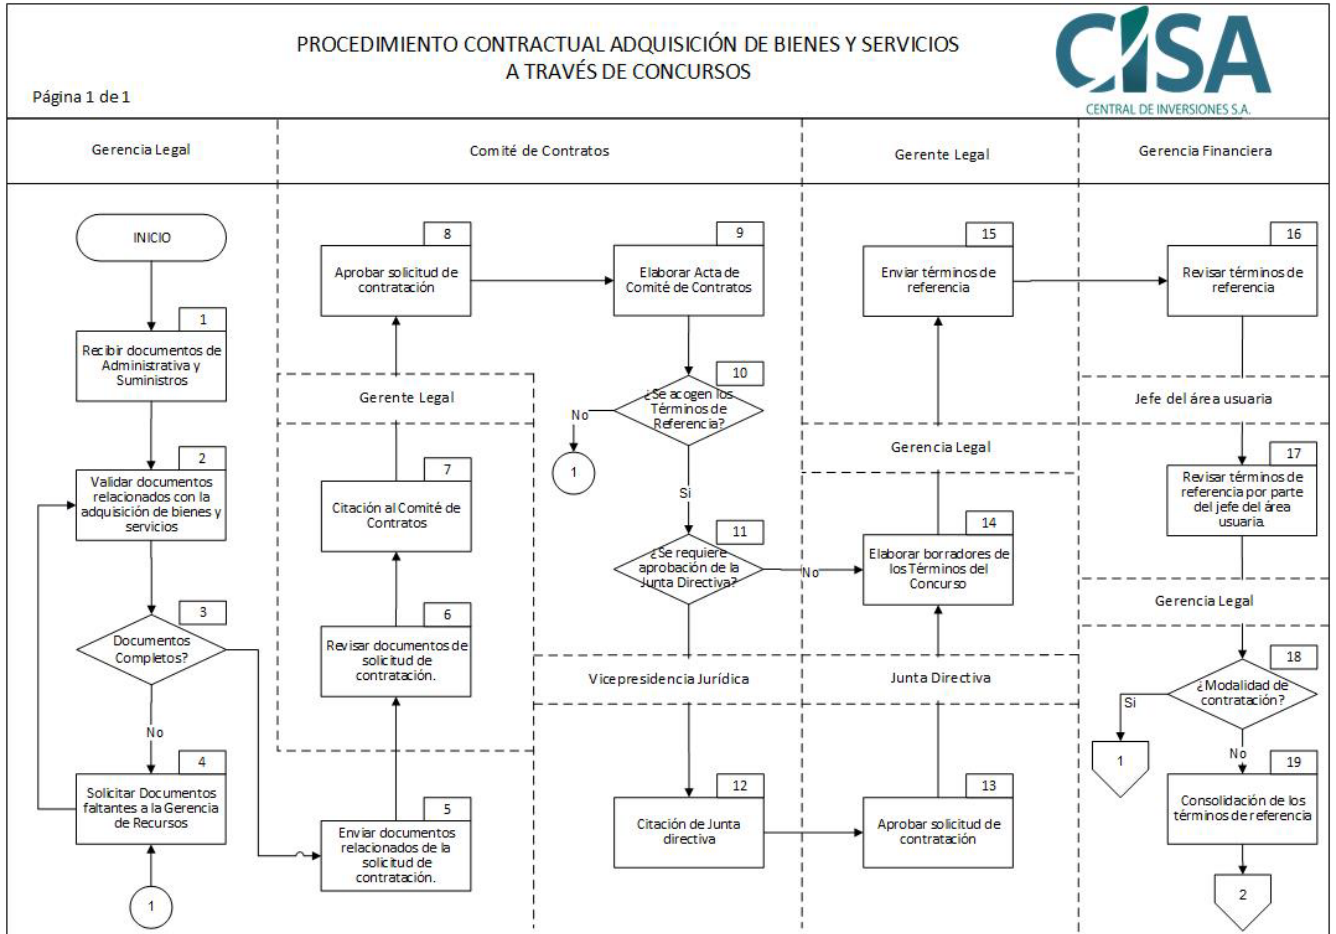 PROCEDIMIENTO CONTRACTUAL ADQUISICIÓN DE BIENES Y SERVICIOS
A TRAVÉS DE CONCURSOS
Página 1 de 1
CISA
CENTRAL DE INVERSIONES S.A.
Gerencia Legal
Comité de Contratos
Gerente Legal
Gerencia Financiera
INICIO
1
Recibir documentos de
Administrativa y
Suministros
2
Validar documentos
relacionados con la
adquisición de bienes y
servicios
3
Documentos
Completos?
No
4
Solicitar Documentos
faltantes a la Gerencia
de Recursos
1
8
Aprobar solicitud de
contratación
Gerente Legal
7
Citación al Comité de
Contratos
6
Revisar documentos de
solicitud de
contratación.
5
Enviar documentos
relacionados de la
solicitud de
contratación.
9
Elaborar Acta de
Comité de Contratos
10
¿Se acogen los
Términos de
Referencia?
No
1
Si
11
¿Se requiere
aprobación de la
Junta Directiva?
No
Vicepresidencia Jurídica
12
Citación de Junta
directiva
15
Enviar términos de
referencia
Gerencia Legal
14
Elaborar borradores de
los Términos del
Concurso
Junta Directiva
13
Aprobar solicitud de
contratación
16
Revisar términos de
referencia
Jefe del área usuaria
17
Revisar términos de
referencia por parte
del jefe del área
usuaria.
Gerencia Legal
18
¿Modalidad de
contratación?
Si
1
No
19
Consolidación de los
términos de referencia
2